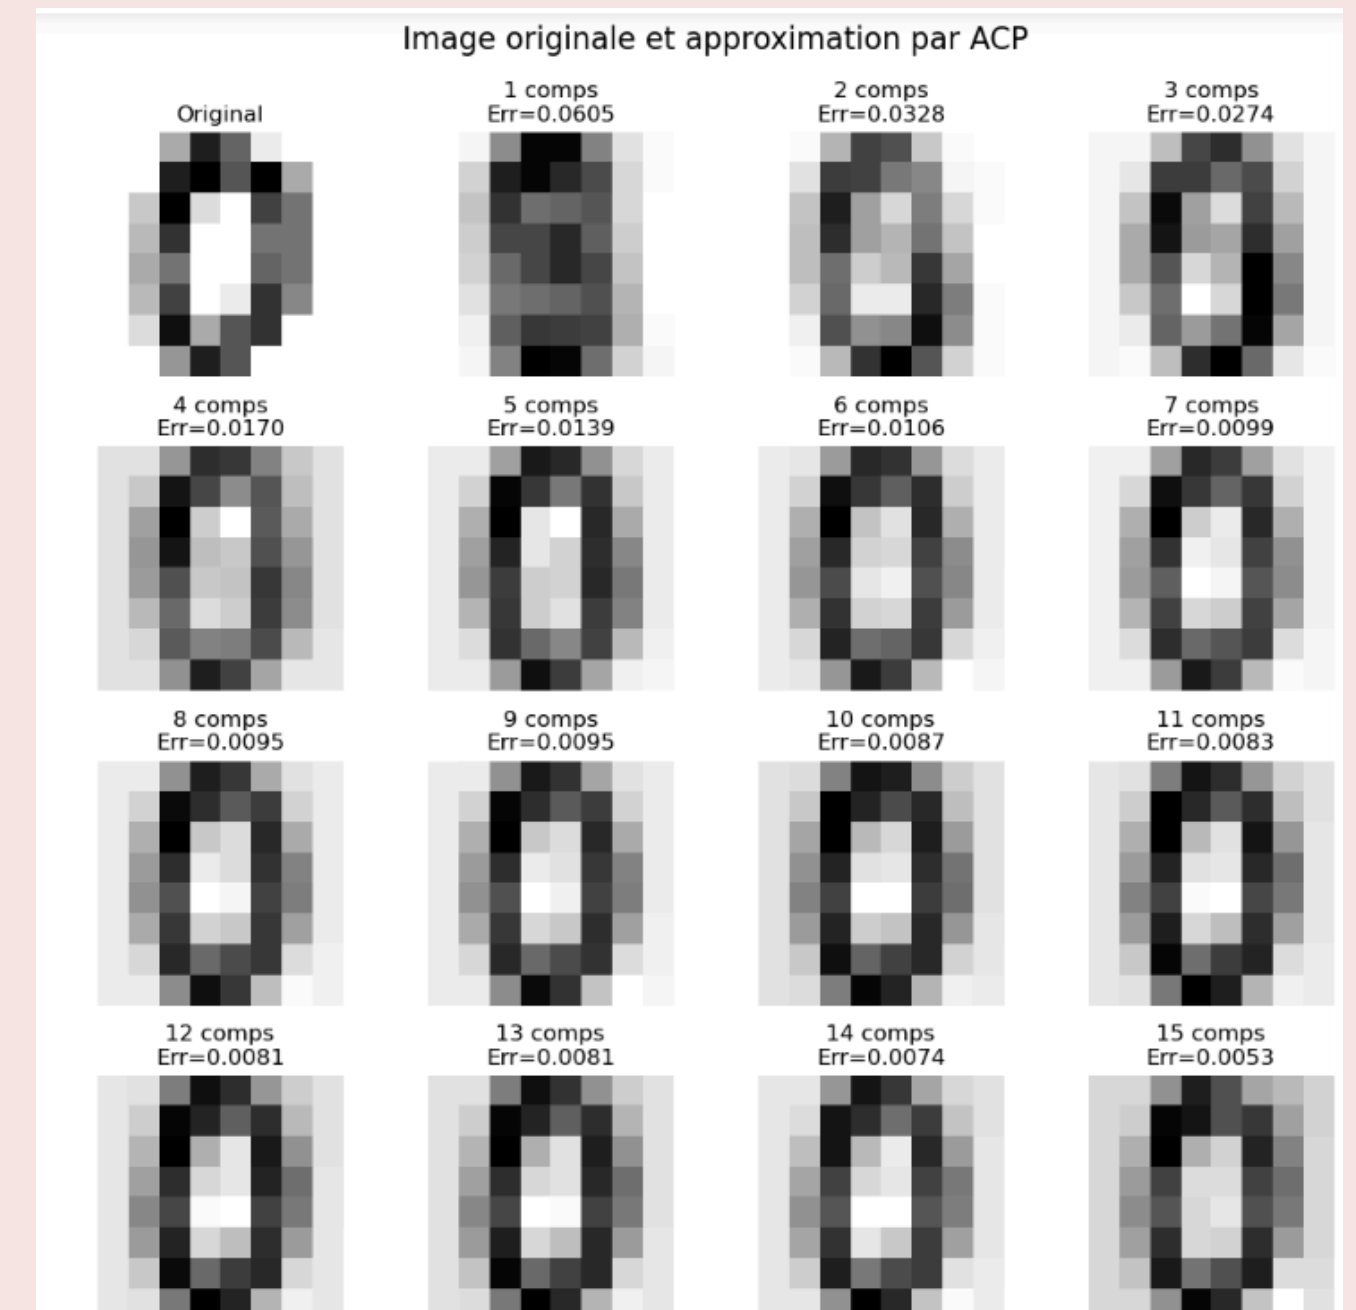 Image originale et approximation par ACP
Original
1 comps
Err=0.0605
2 comps
Err=0.0328
3 comps
Err=0.0274
4 comps
Err=0.0170
5 comps
Err=0.0139
6 comps
Err=0.0106
7 comps
Err=0.0099
8 comps
Err=0.0095
9 comps
Err=0.0095
10 comps
Err=0.0087
11 comps
Err=0.0083
12 comps
Err=0.0081
13 comps
Err=0.0081
14 comps
Err=0.0074
15 comps
Err=0.0053